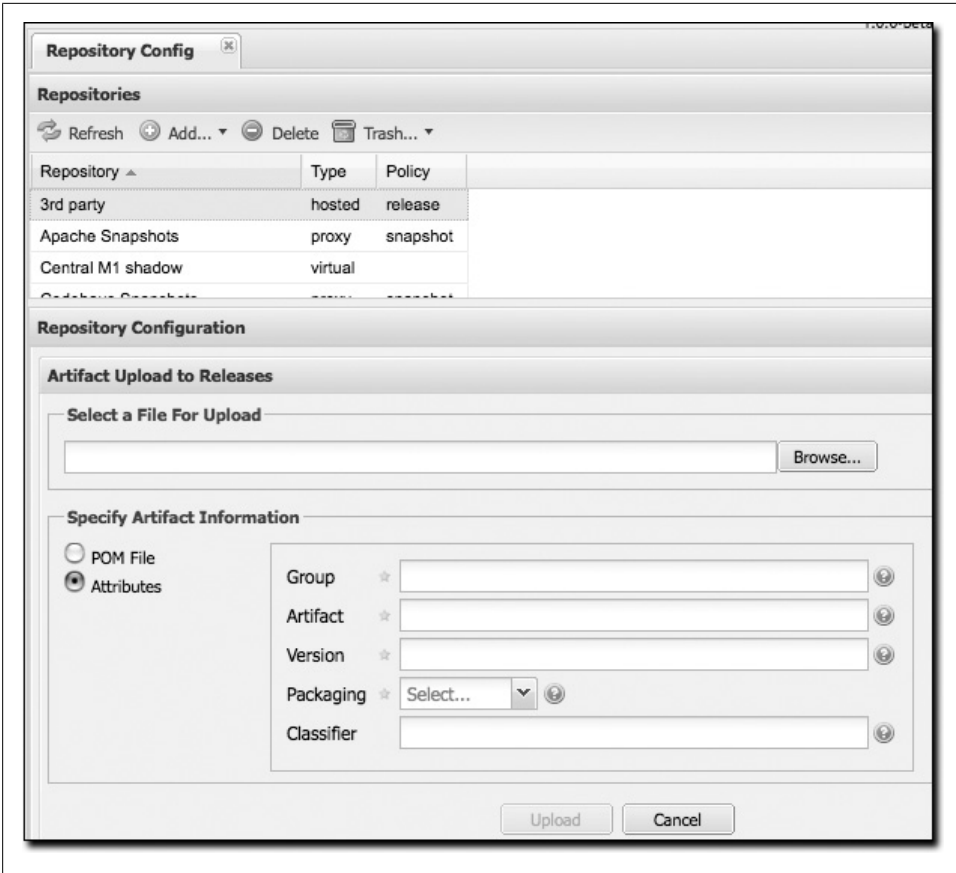 Repository Config
Repositories
Refresh Add... Delete Trash...
Repository Type Policy
3rd party hosted release
Apache Snapshots proxy snapshot
Central M1 shadow virtual
Repository Configuration
Artifact Upload to Releases
Select a File For Upload
Browse...
Specify Artifact Information
POM File
Attributes
Group
Artifact
Version
Packaging Select...
Classifier
Upload Cancel